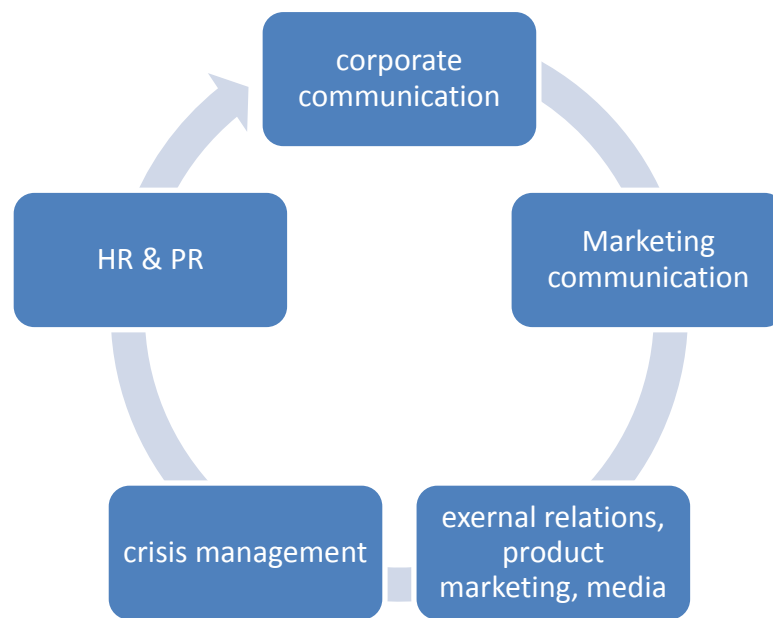 corporate
communication
Marketing
communication
exernal relations,
product
marketing, media
crisis management
HR & PR